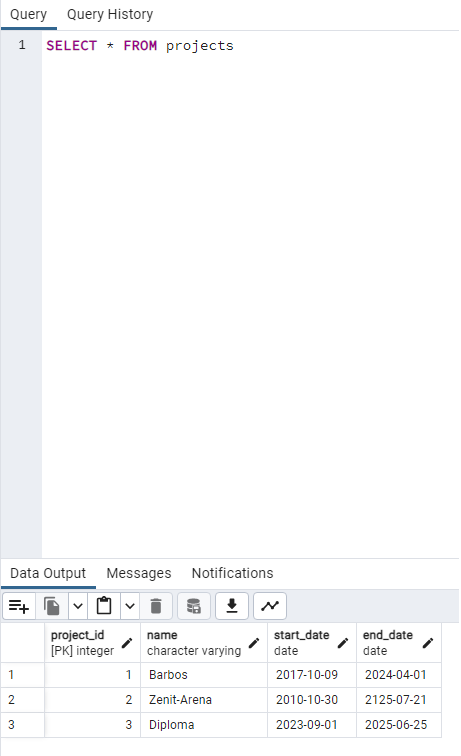 Query Query History
1 SELECT * FROM projects
Data Output Messages Notifications
project_id name start_date end_date
[PK] integer character varying date date
1 1 Barbos 2017-10-09 2024-04-01
2 2 Zenit-Arena 2010-10-30 2125-07-21
3 3 Diploma 2023-09-01 2025-06-25